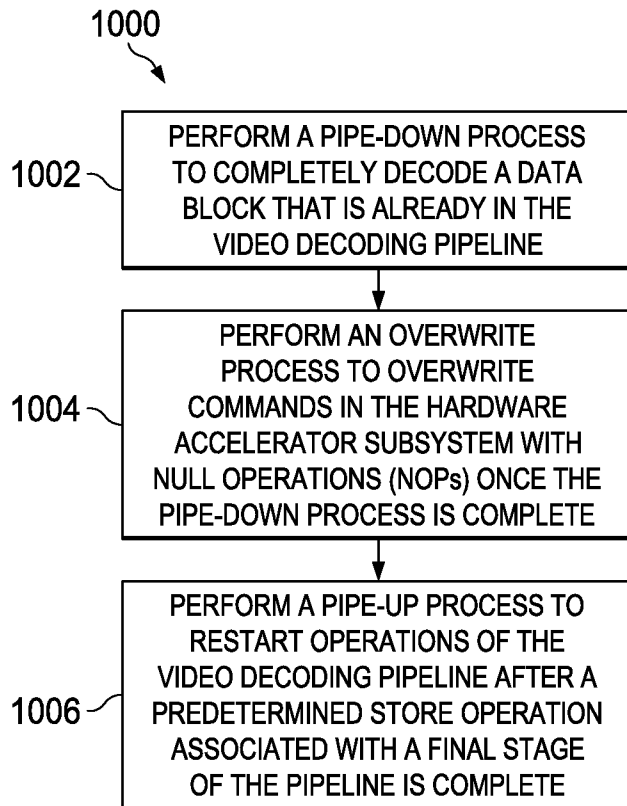 1000
1002
PERFORM A PIPE-DOWN PROCESS
TO COMPLETELY DECODE A DATA
BLOCK THAT IS ALREADY IN THE
VIDEO DECODING PIPELINE
1004
PERFORM AN OVERWRITE
PROCESS TO OVERWRITE
COMMANDS IN THE HARDWARE
ACCELERATOR SUBSYSTEM WITH
NULL OPERATIONS (NOPs) ONCE THE
PIPE-DOWN PROCESS IS COMPLETE
1006
PERFORM A PIPE-UP PROCESS TO
RESTART OPERATIONS OF THE
VIDEO DECODING PIPELINE AFTER A
PREDETERMINED STORE OPERATION
ASSOCIATED WITH A FINAL STAGE
OF THE PIPELINE IS COMPLETE